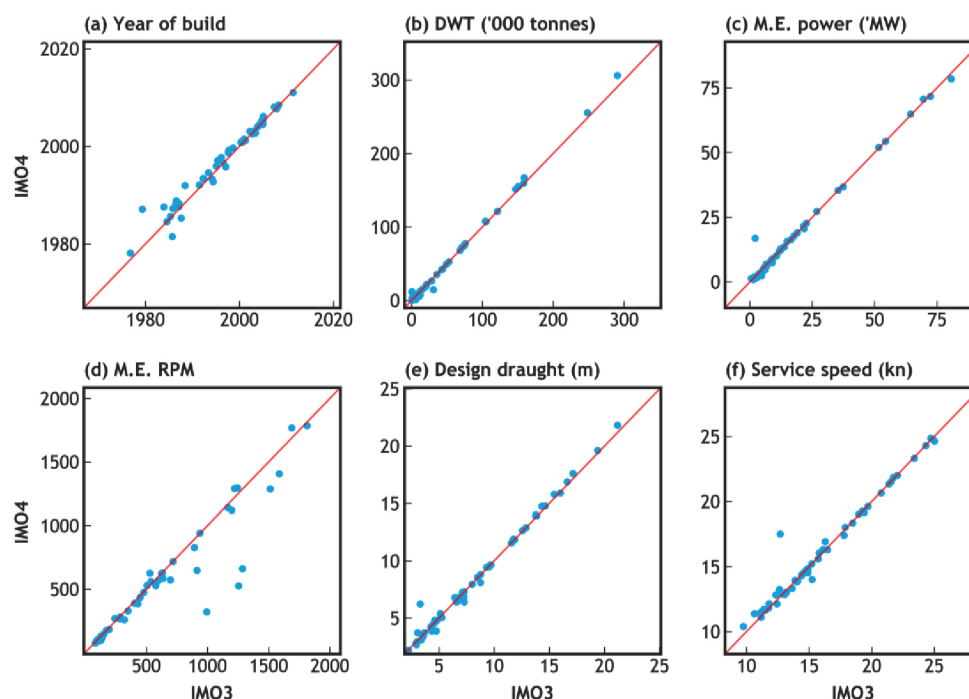 (a) Year of build
(b) DWT ('000 tonnes)
(c) M.E. power ('MW)
2020
2000
1980
IMO4
1980 2000 2020
300
200
100
0
0 100 200 300
75
50
25
0
0 25 50 75
(d) M.E. RPM
(e) Design draught (m)
(f) Service speed (kn)
2000
1500
1000
500
IMO4
500 1000 1500 2000
IMO3
25
20
15
10
5
5 10 15 20 25
IMO3
25
20
15
10
10 15 20 25
IMO3